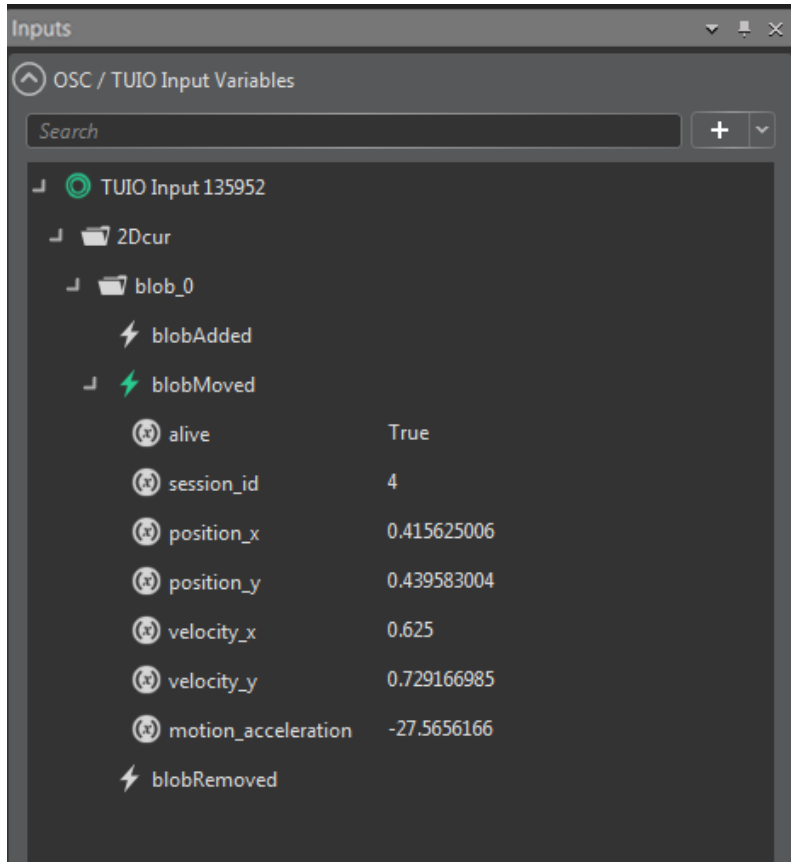 Inputs
OSC / TUIO Input Variables
Search
TUIO Input 135952
2Dcur
blob_0
blobAdded
blobMoved
(x) alive True
(x) session_id 4
(x) position_x 0.415625006
(x) position_y 0.439583004
(x) velocity_x 0.625
(x) velocity_y 0.729166985
(x) motion_acceleration -27.5656166
blobRemoved